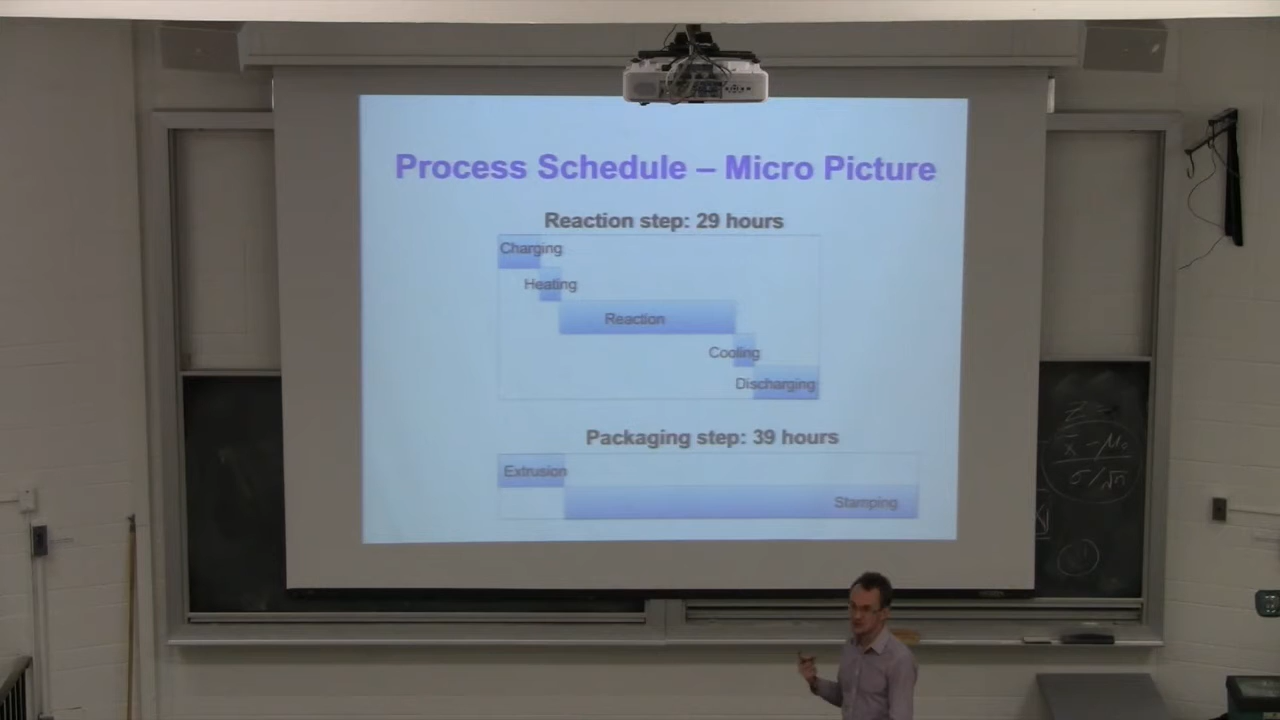 Process Schedule – Micro Picture
Reaction step: 29 hours
Charging
Heating
Reaction
Cooling
Discharging
Packaging step: 39 hours
Extrusion
Stamping
Z =
x̄ - μ₀
σ/√n